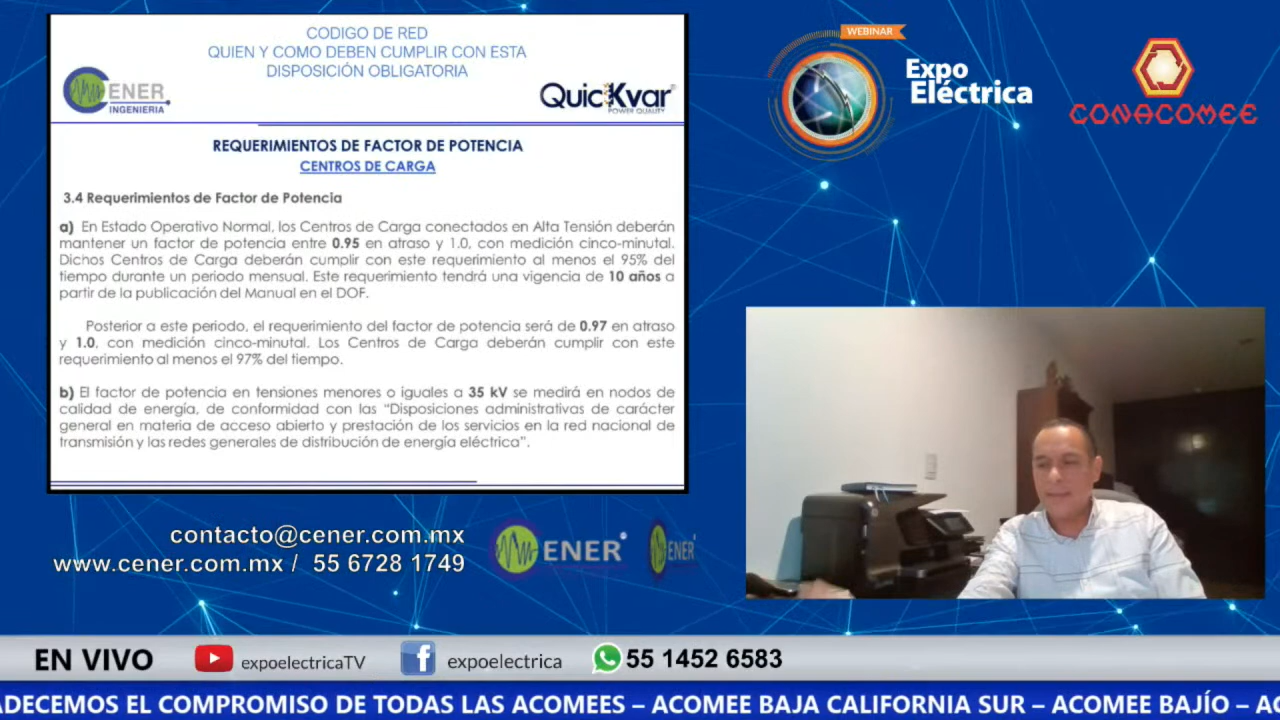 CODIGO DE RED
QUIEN Y COMO DEBEN CUMPLIR CON ESTA
DISPOSICIÓN OBLIGATORIA
CENER
INGENIERIA
QuicKvar
POWER QUALITY
REQUERIMIENTOS DE FACTOR DE POTENCIA
CENTROS DE CARGA
3.4 Requerimientos de Factor de Potencia
a) En Estado Operativo Normal, los Centros de Carga conectados en Alta Tensión deberán
mantener un factor de potencia entre 0.95 en atraso y 1.0, con medición cinco-minutal.
Dichos Centros de Carga deberán cumplir con este requerimiento al menos el 95% del
tiempo durante un periodo mensual. Este requerimiento tendrá una vigencia de 10 años a
partir de la publicación del Manual en el DOF.
Posterior a este periodo, el requerimiento del factor de potencia será de 0.97 en atraso
y 1.0, con medición cinco-minutal. Los Centros de Carga deberán cumplir con este
requerimiento al menos el 97% del tiempo.
b) El factor de potencia en tensiones menores o iguales a 35 kV se medirá en nodos de
calidad de energía, de conformidad con las “Disposiciones administrativas de carácter
general en materia de acceso abierto y prestación de los servicios en la red nacional de
transmisión y las redes generales de distribución de energía eléctrica”.
WEBINAR
Expo
Eléctrica
CONACOMEE
contacto@cener.com.mx
www.cener.com.mx / 55 6728 1749
CENER®
CENER
EN VIVO
expoelectricaTV
expoelectrica
55 1452 6583
ADECEMOS EL COMPROMISO DE TODAS LAS ACOMEES – ACOMEE BAJA CALIFORNIA SUR – ACOMEE BAJÍO – AC